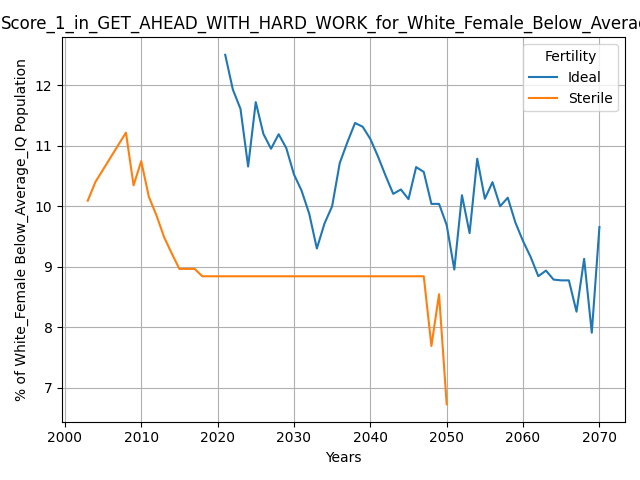 Score_1_in_GET_AHEAD_WITH_HARD_WORK_for_White_Female_Below_Avera
% of White_Female Below_Average_IQ Population
12
11
10
9
8
7
Fertility
Ideal
Sterile
2000 2010 2020 2030 2040 2050 2060 2070
Years